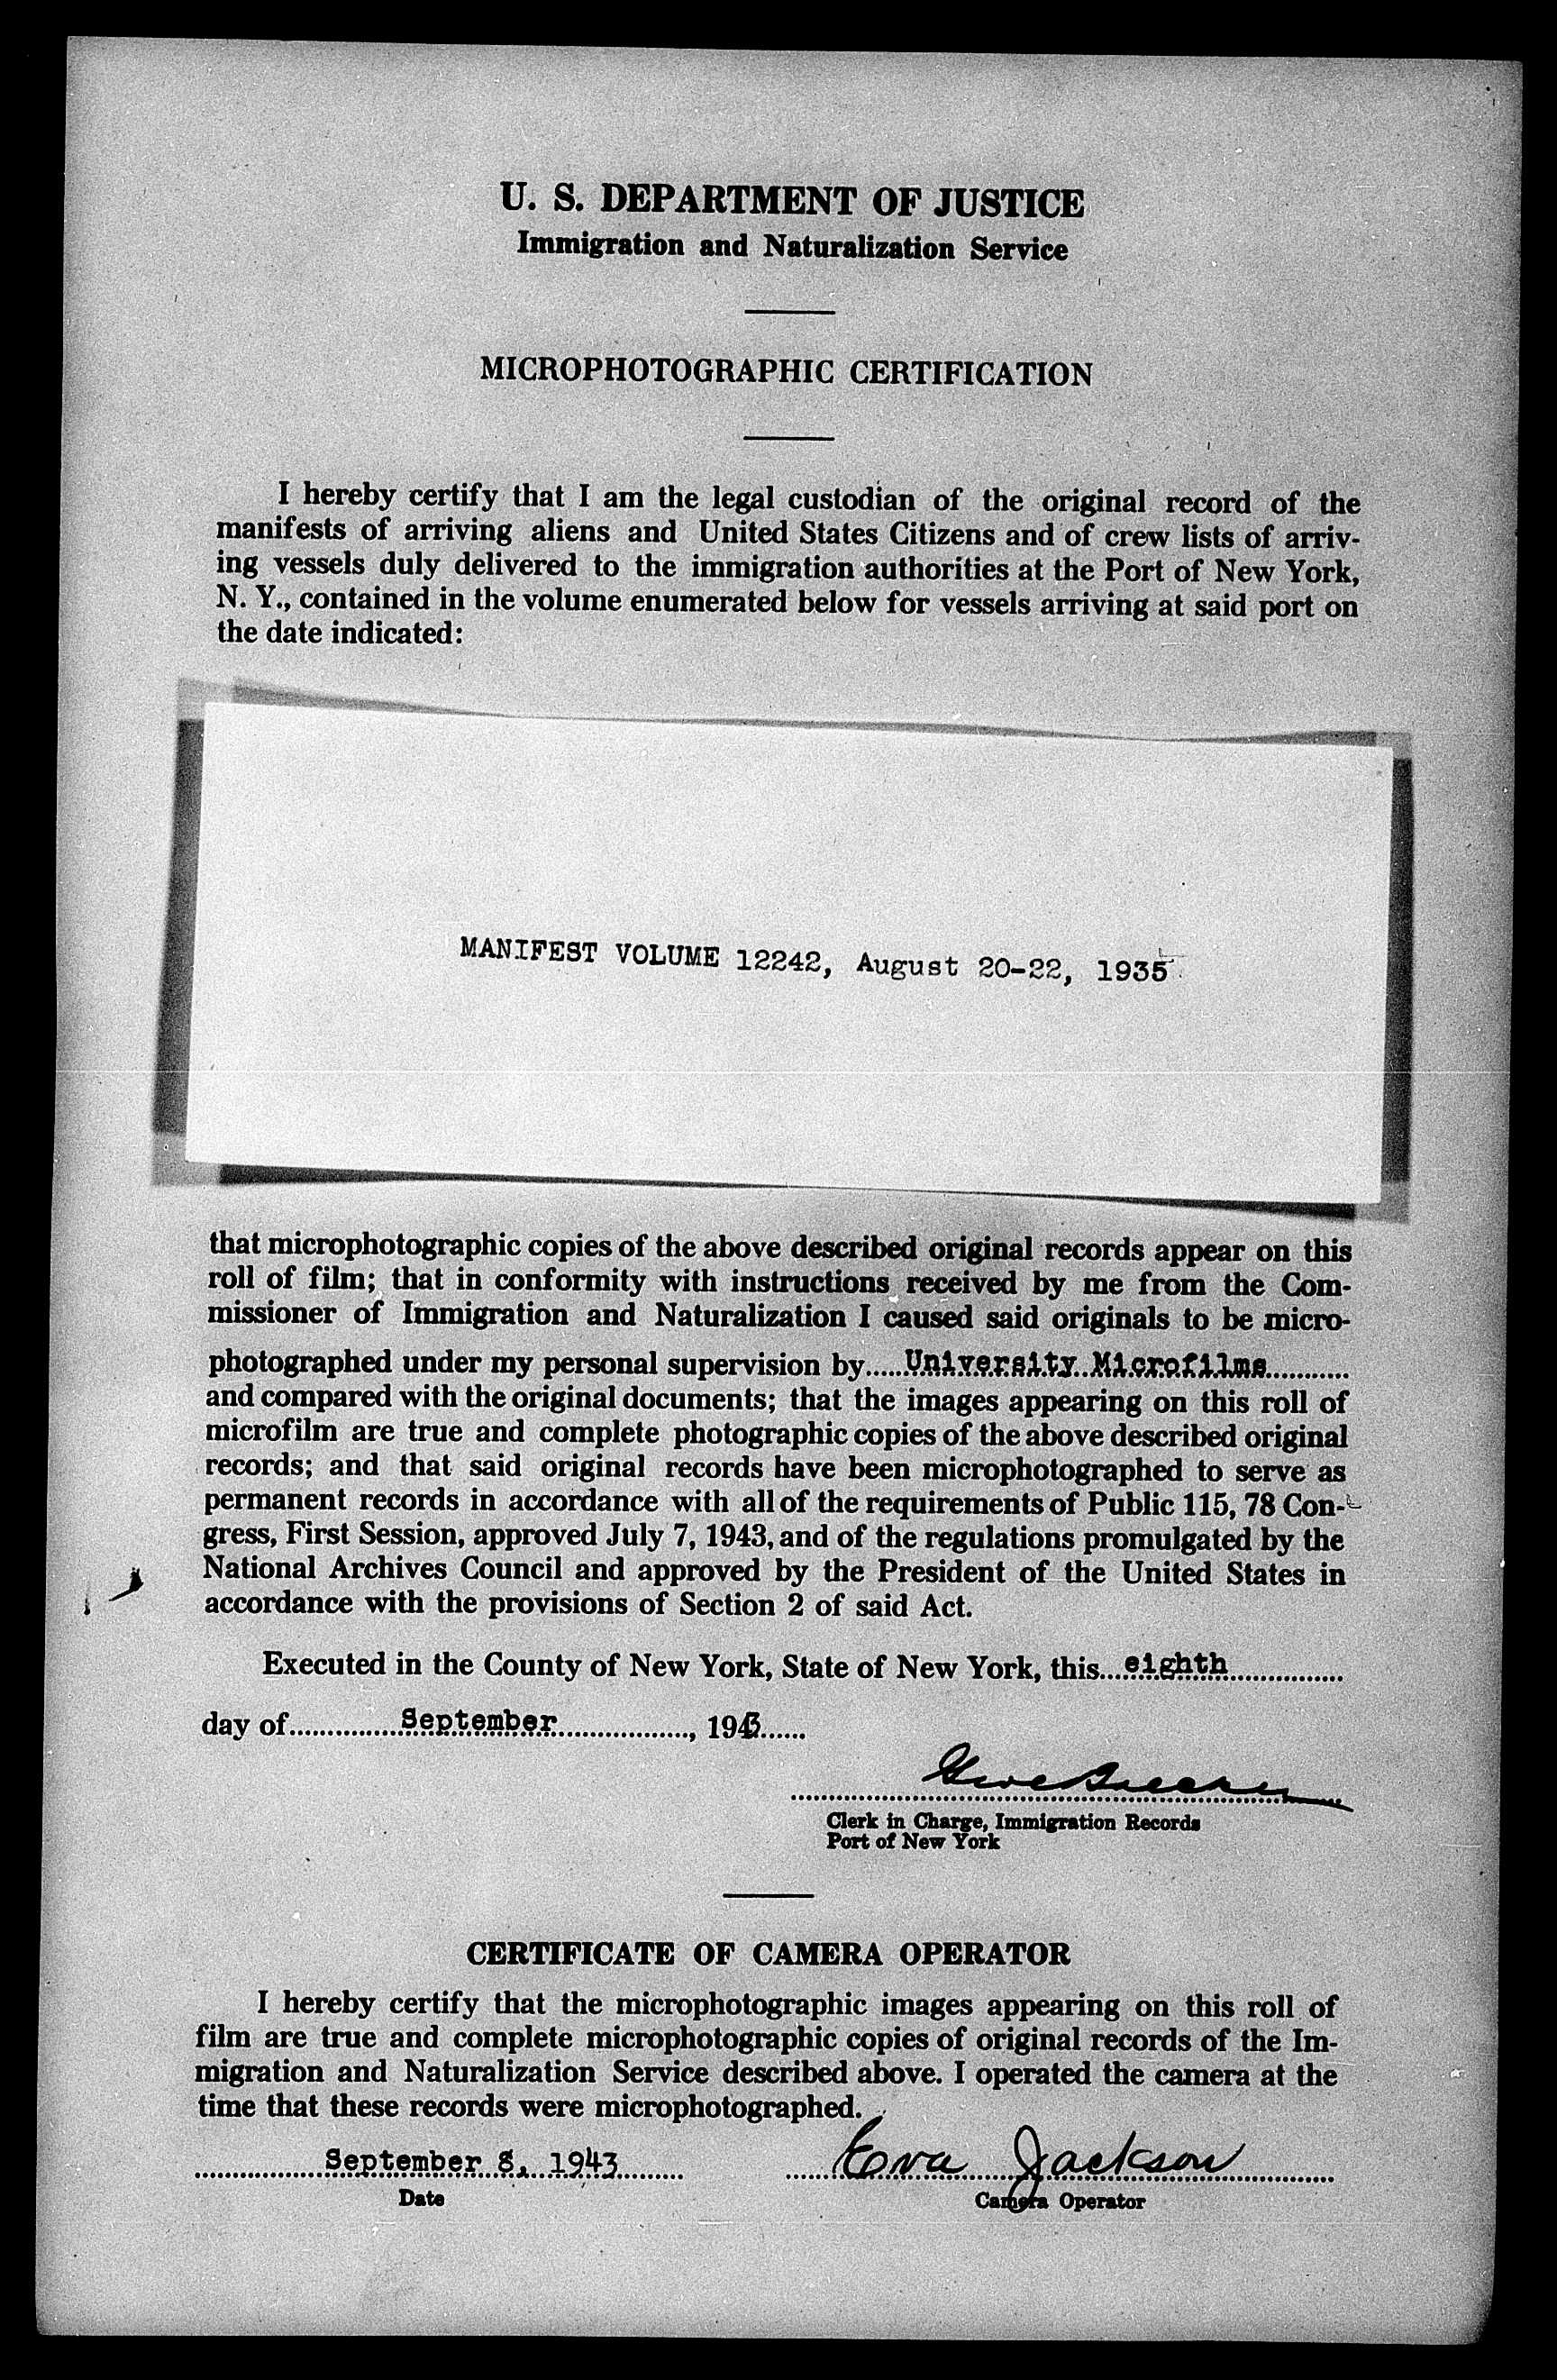 U. S. DEPARTMENT OF JUSTICE
Immigration and Naturalization Service
MICROPHOTOGRAPHIC CERTIFICATION
I hereby certify that I am the legal custodian of the original record of the
manifests of arriving aliens and United States Citizens and of crew lists of arriv-
ing vessels duly delivered to the immigration authorities at the Port of New York,
N. Y., contained in the volume enumerated below for vessels arriving at said port on
the date indicated:
MANIFEST VOLUME 12242, August 20-22, 1935
that microphotographic copies of the above described original records appear on this
roll of film; that in conformity with instructions received by me from the Com-
missioner of Immigration and Naturalization I caused said originals to be micro-
photographed under my personal supervision by.....University Microfilms...........
and compared with the original documents; that the images appearing on this roll of
microfilm are true and complete photographic copies of the above described original
records; and that said original records have been microphotographed to serve as
permanent records in accordance with all of the requirements of Public 115, 78 Con-
gress, First Session, approved July 7, 1943, and of the regulations promulgated by the
National Archives Council and approved by the President of the United States in
accordance with the provisions of Section 2 of said Act.
Executed in the County of New York, State of New York, this....eighth...............
day of..............September................., 1943......
Clerk in Charge, Immigration Records
Port of New York
CERTIFICATE OF CAMERA OPERATOR
I hereby certify that the microphotographic images appearing on this roll of
film are true and complete microphotographic copies of original records of the Im-
migration and Naturalization Service described above. I operated the camera at the
time that these records were microphotographed.
September 8, 1943 Eva Jackson
Date Camera Operator